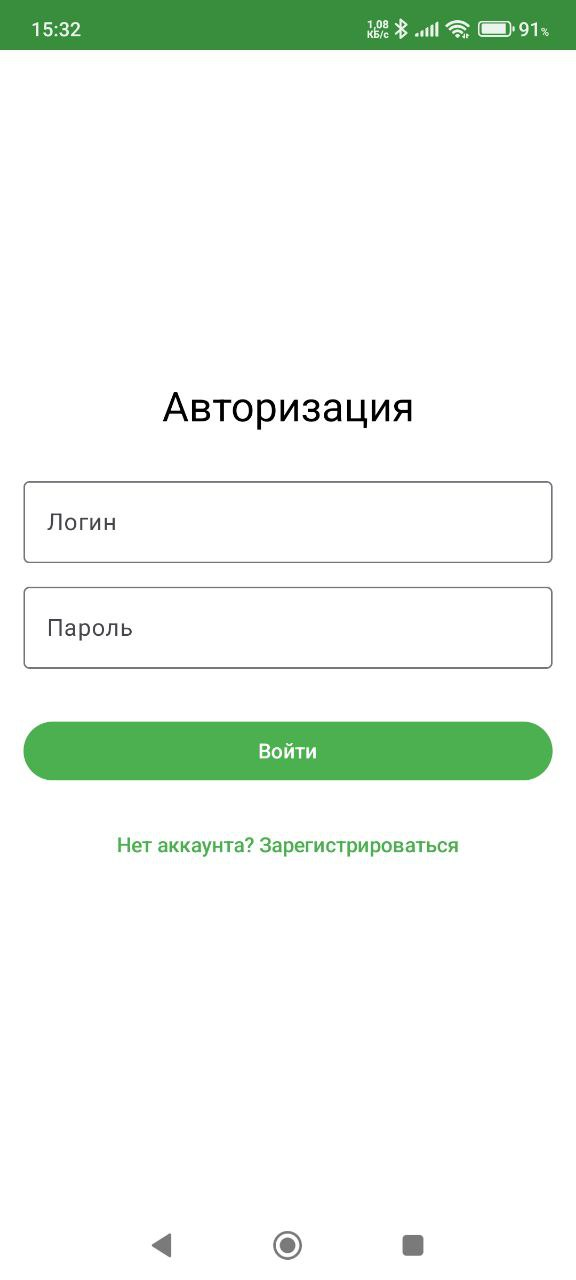 15:32
1,08
КБ/с
91%
Авторизация
Логин
Пароль
Войти
Нет аккаунта? Зарегистрироваться